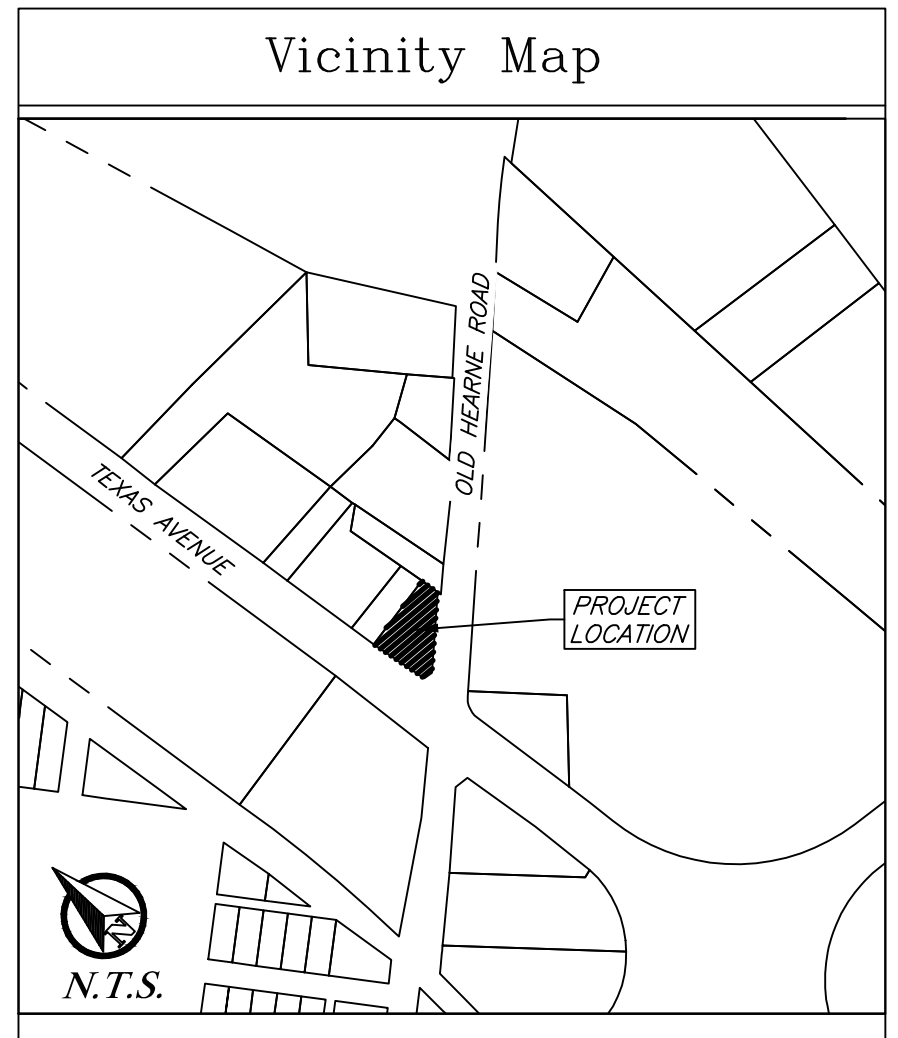 Vicinity Map
OLD HEARNE ROAD
TEXAS AVENUE
PROJECT
LOCATION
N
N.T.S.